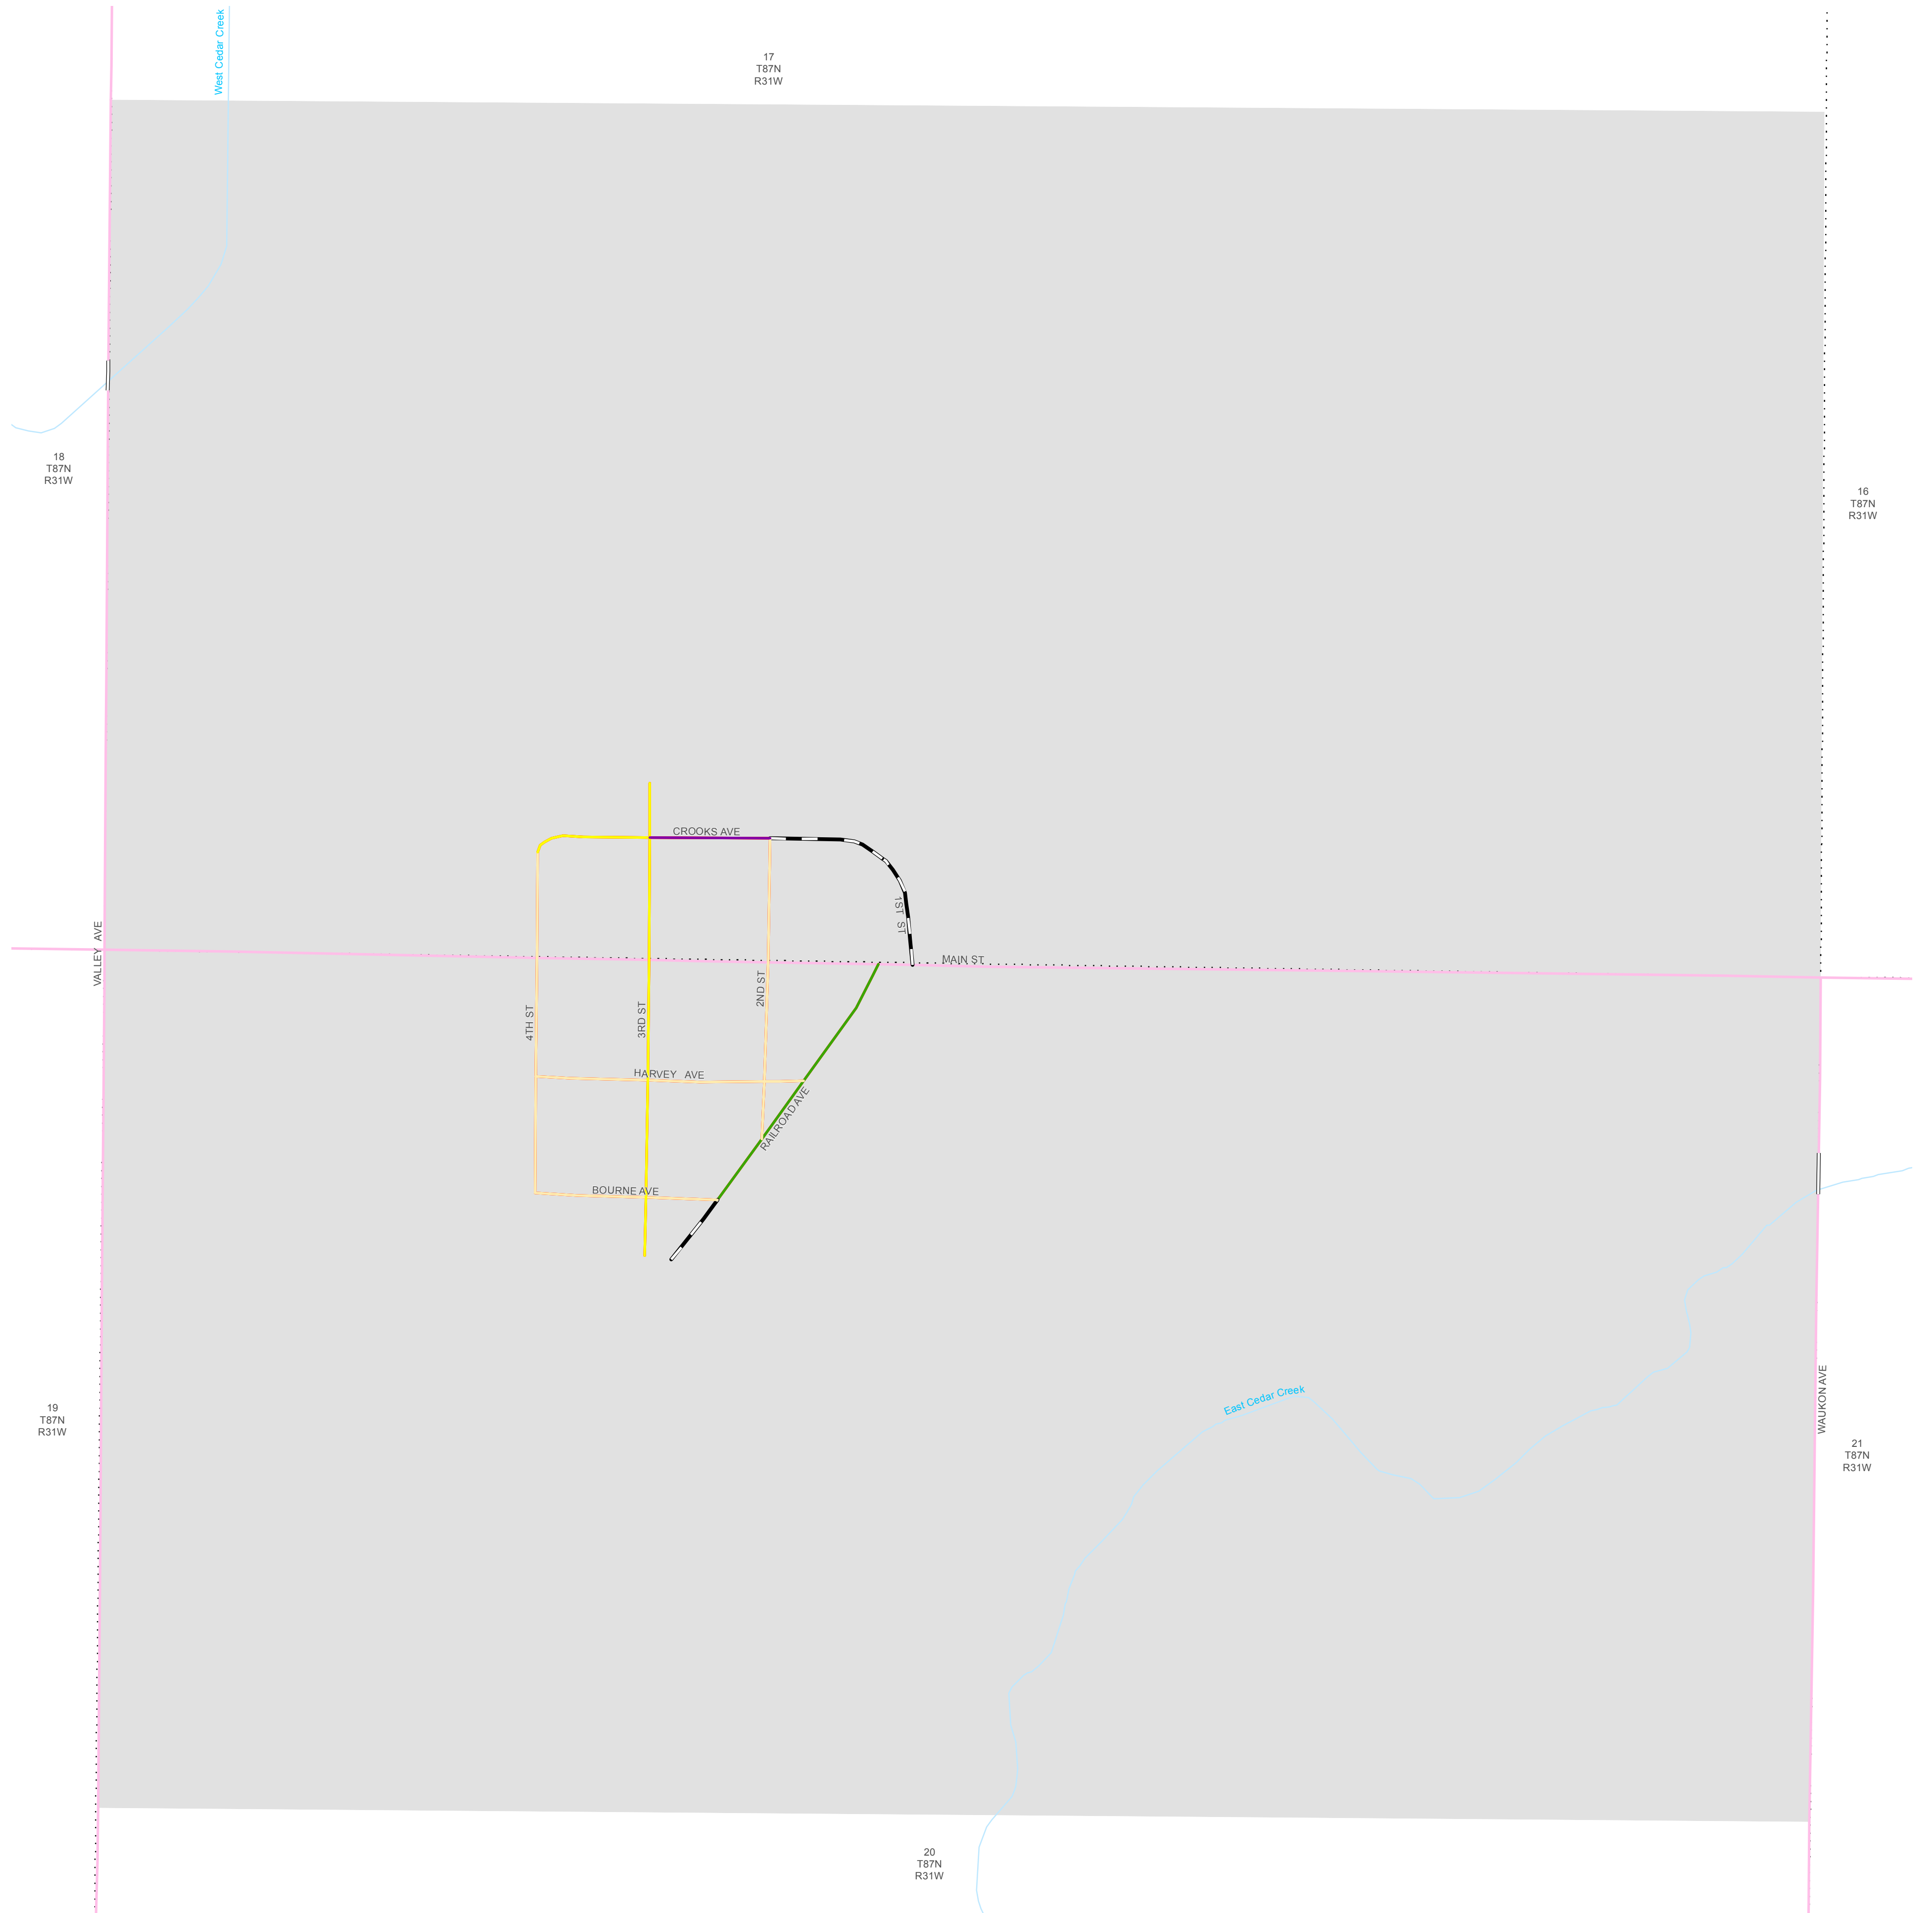 West Cedar Creek
17
T87N
R31W
18
T87N
R31W
16
T87N
R31W
CROOKS AVE
1ST ST
VALLEY AVE
MAIN ST
2ND ST
3RD ST
4TH ST
HARVEY AVE
RAILROAD AVE
BOURNE AVE
East Cedar Creek
WAUKON AVE
19
T87N
R31W
21
T87N
R31W
20
T87N
R31W